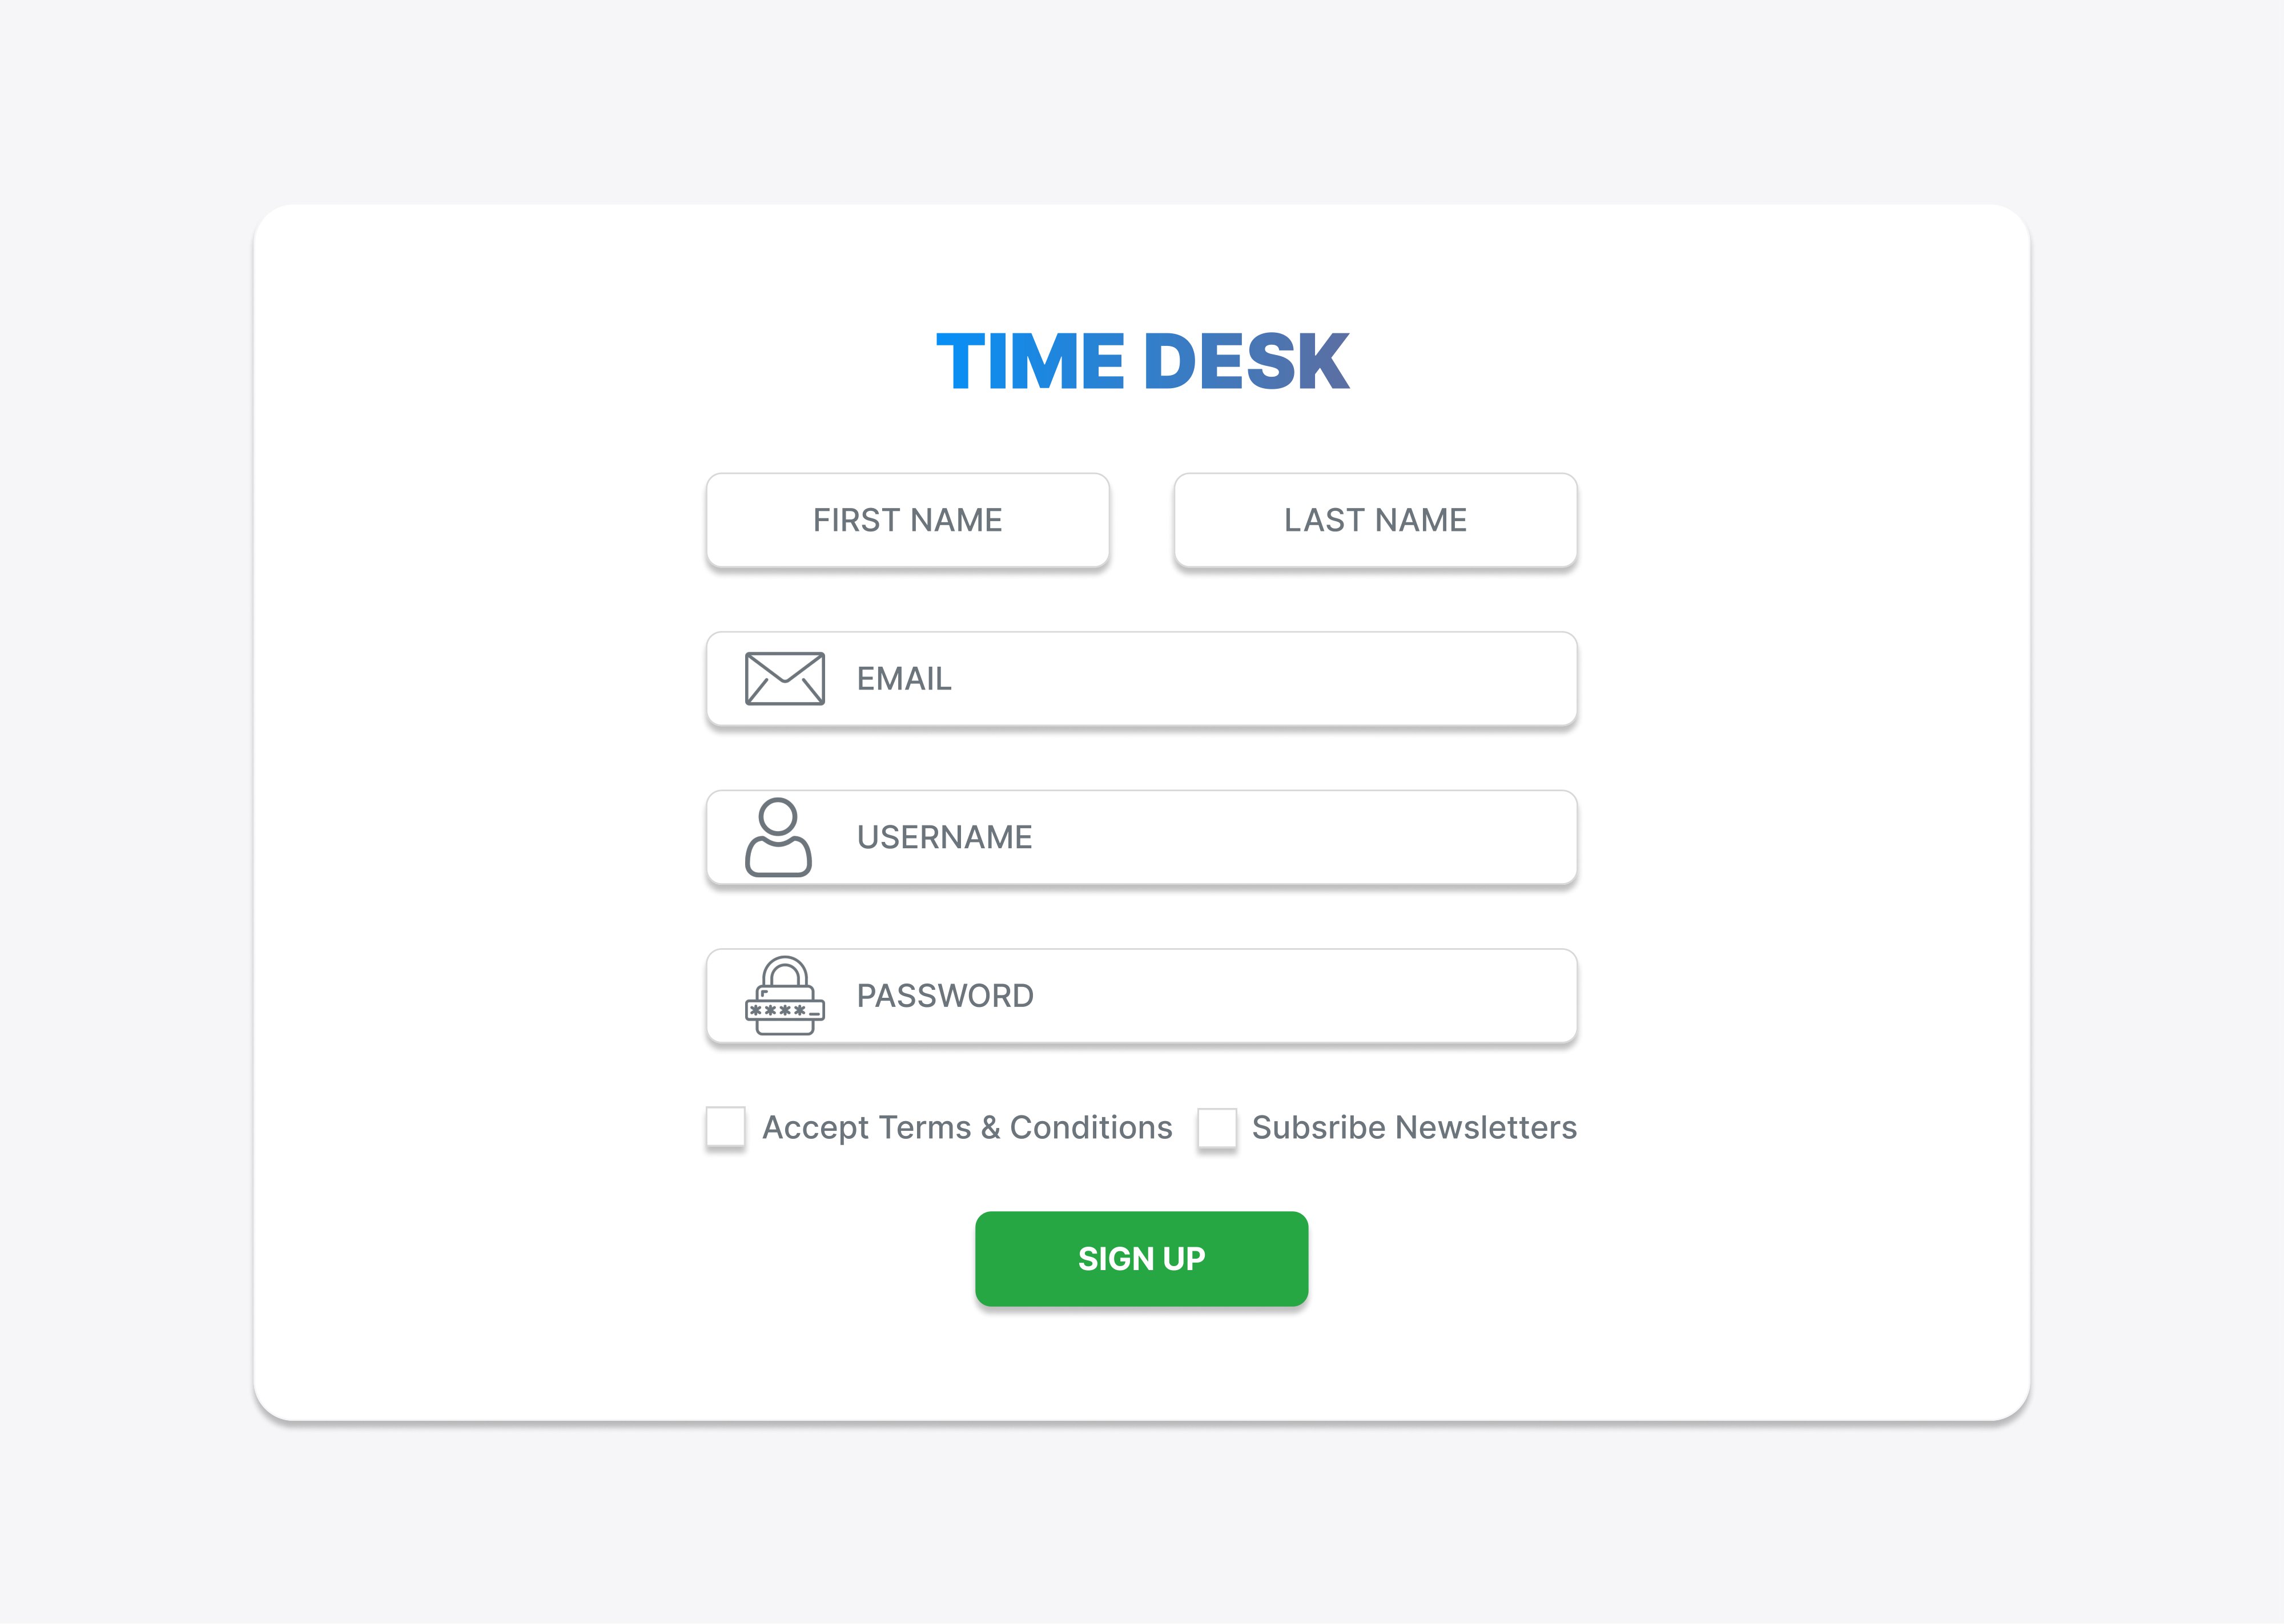 TIME DESK
FIRST NAME LAST NAME
EMAIL
USERNAME
PASSWORD
Accept Terms & Conditions Subsribe Newsletters
SIGN UP